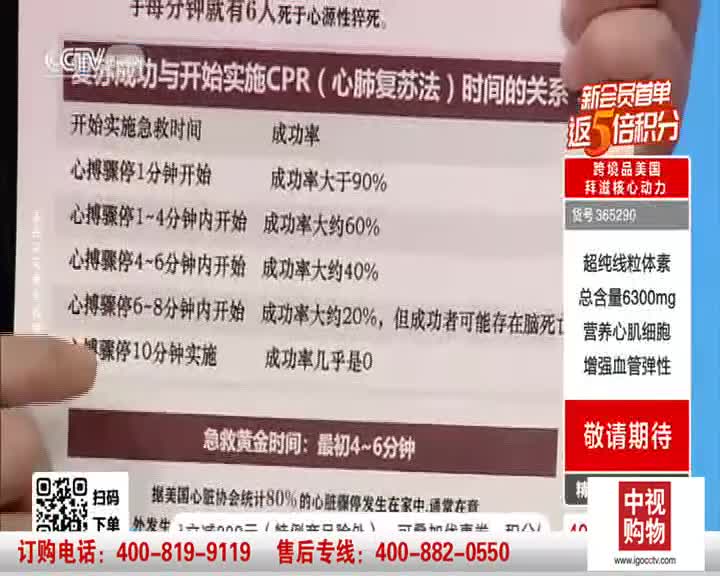 于每分钟就有6人死于心源性猝死。
CCTV
复苏成功与开始实施CPR（心肺复苏法）时间的关系
开始实施急救时间 成功率
心搏骤停1分钟开始 成功率大于90%
心搏骤停1~4分钟内开始 成功率大约60%
心搏骤停4~6分钟内开始 成功率大约40%
心搏骤停6~8分钟内开始 成功率大约20%，但成功者可能存在脑死
心搏骤停10分钟实施 成功率几乎是0
急救黄金时间：最初4~6分钟
据美国心脏协会统计80%的心脏骤停发生在家中,通常在意
外发生
新会员首单
返5倍积分
跨境品美国
拜滋核心动力
货号 365290
超纯线粒体素
总含量6300mg
营养心肌细胞
增强血管弹性
敬请期待
扫码
下单
中视
购物
www.igocctv.com
订购电话：400-819-9119 售后专线：400-882-0550